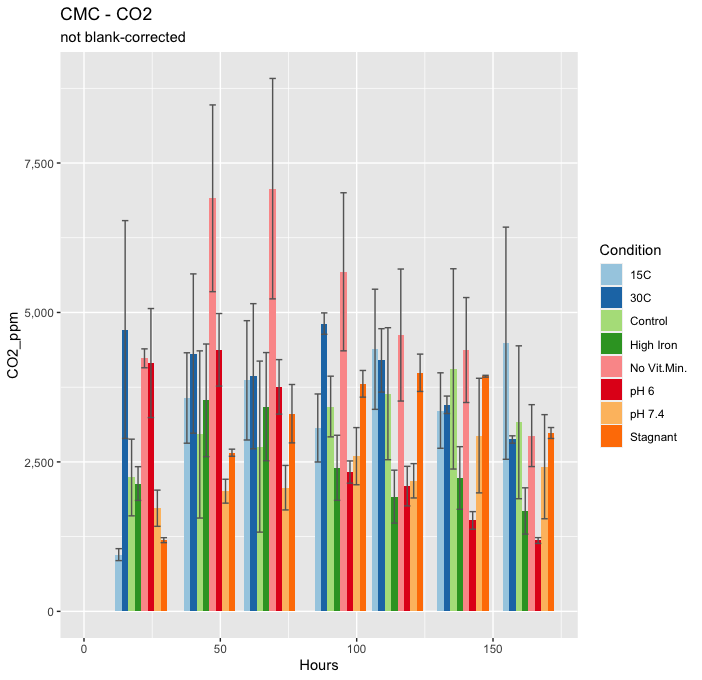 CMC - CO2
not blank-corrected
7,500
5,000
2,500
0
CO2_ppm
0
50
100
150
Hours
Condition
15C
30C
Control
High Iron
No Vit.Min.
pH 6
pH 7.4
Stagnant